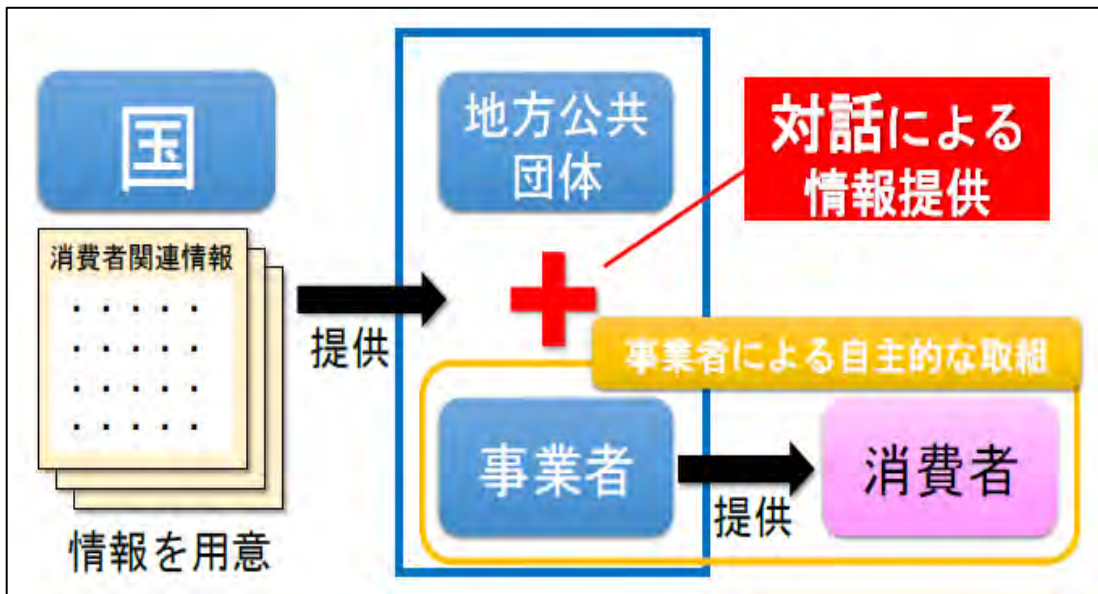 国
消費者関連情報
・・・・・
・・・・・
・・・・・
・・・・・
情報を用意
提供
地方公共
団体
対話による
情報提供
事業者による自主的な取組
事業者
提供
消費者